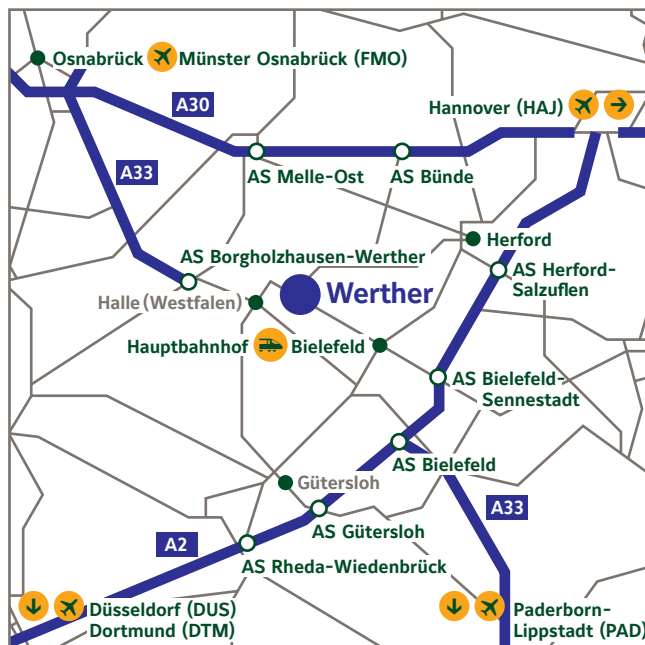 Osnabrück
Münster Osnabrück (FMO)
A30
Hannover (HAJ)
A33
AS Melle-Ost
AS Bünde
AS Borgholzhausen-Werther
Herford
AS Herford-
Salzuflen
Halle (Westfalen)
Werther
Hauptbahnhof
Bielefeld
AS Bielefeld-
Sennestadt
AS Bielefeld
Gütersloh
A33
AS Gütersloh
A2
AS Rheda-Wiedenbrück
Düsseldorf (DUS)
Dortmund (DTM)
Paderborn-
Lippstadt (PAD)